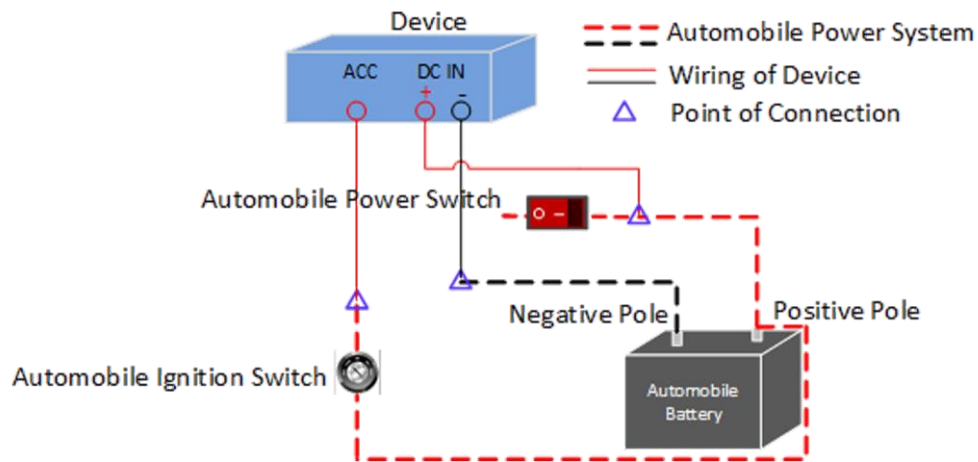 Device
Automobile Power System
ACC
DC IN
+
-
Wiring of Device
Point of Connection
Automobile Power Switch
Negative Pole
Positive Pole
Automobile Ignition Switch
Automobile
Battery